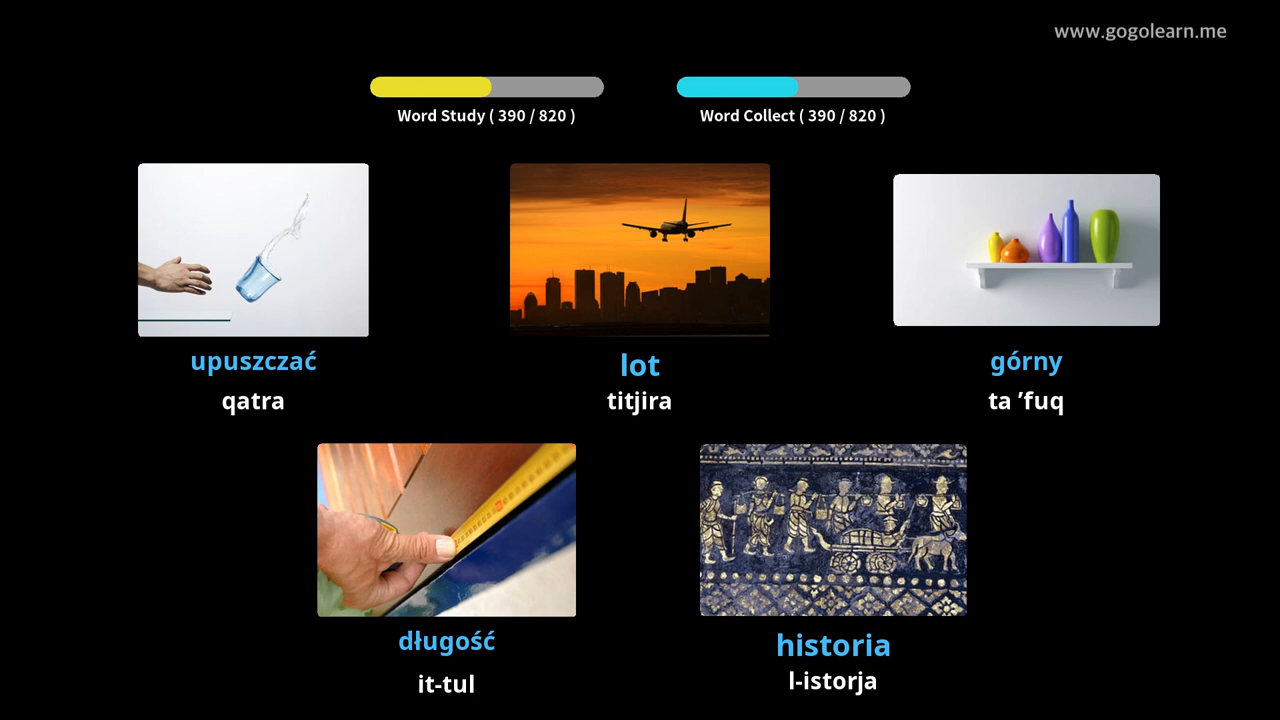 www.gogolearn.me
Word Study ( 390 / 820 )
Word Collect ( 390 / 820 )
upuszczać
qatra
lot
titjira
górny
ta ’fuq
długość
it-tul
historia
l-istorja